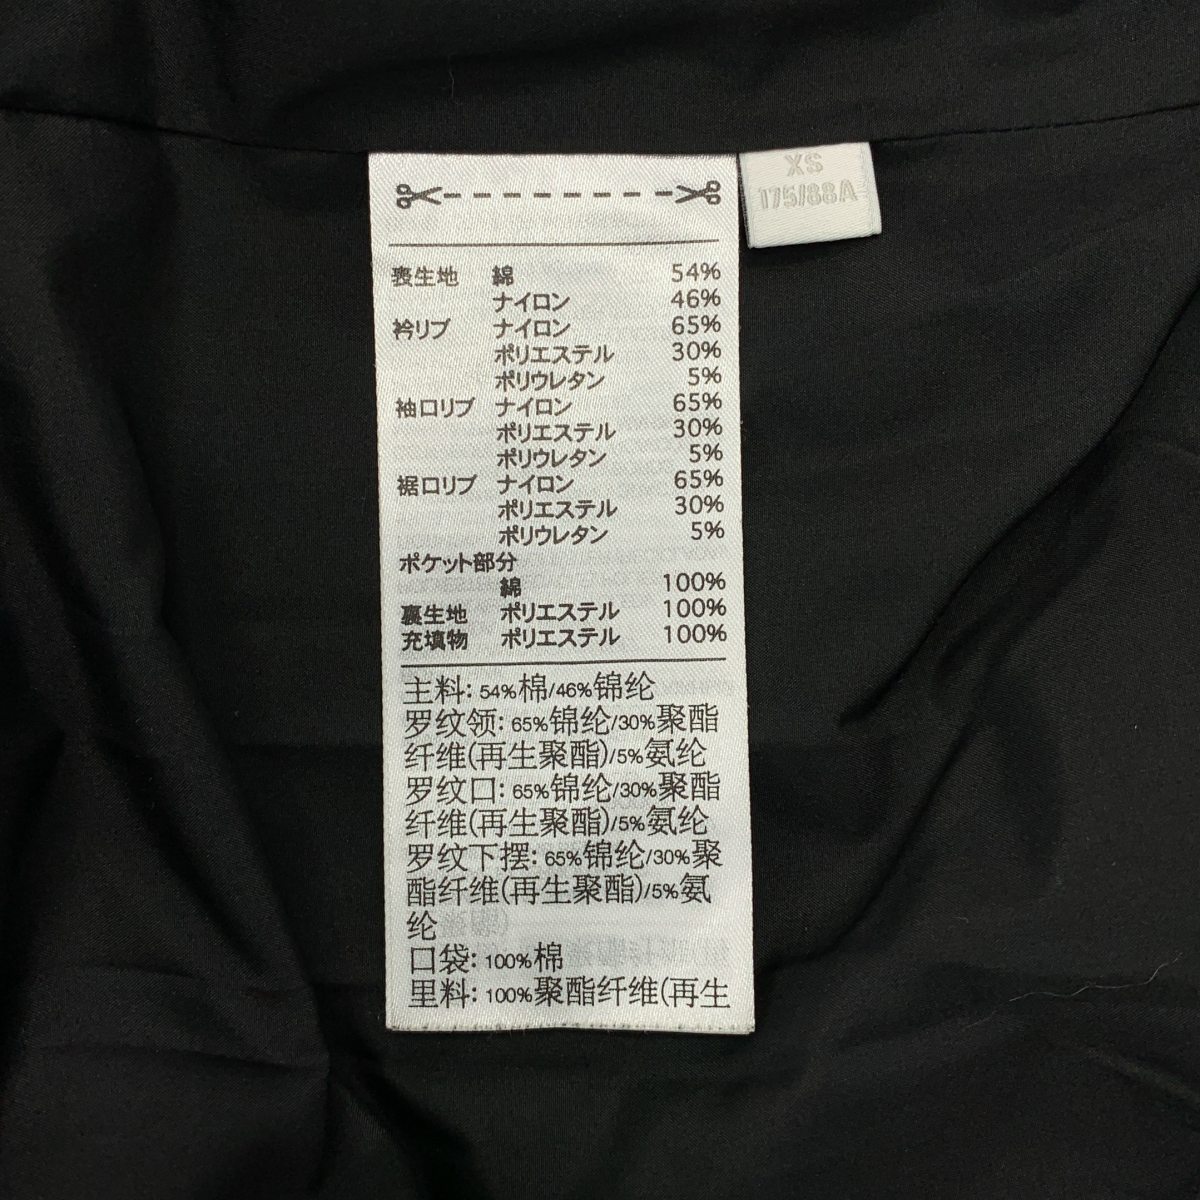 XS
175/88A
表生地 綿 54%
ナイロン 46%
衿リブ ナイロン 65%
ポリエステル 30%
ポリウレタン 5%
袖口リブ ナイロン 65%
ポリエステル 30%
ポリウレタン 5%
裾口リブ ナイロン 65%
ポリエステル 30%
ポリウレタン 5%
ポケット部分
綿 100%
裏生地 ポリエステル 100%
充填物 ポリエステル 100%
主料: 54%棉/46%锦纶
罗纹领: 65%锦纶/30%聚酯
纤维(再生聚酯)/5%氨纶
罗纹口: 65%锦纶/30%聚酯
纤维(再生聚酯)/5%氨纶
罗纹下摆: 65%锦纶/30%聚
酯纤维(再生聚酯)/5%氨
纶
口袋: 100%棉
里料: 100%聚酯纤维(再生